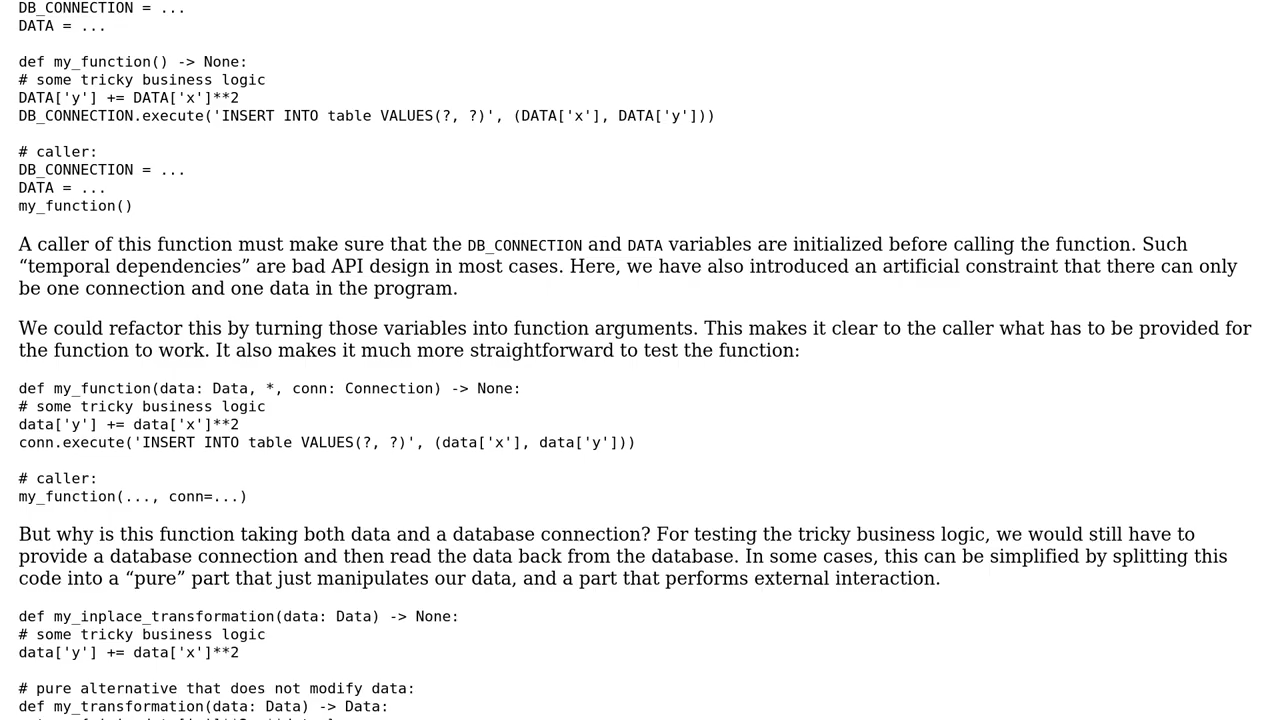 DB_CONNECTION = ...
DATA = ...
def my_function() -> None:
# some tricky business logic
DATA['y'] += DATA['x']**2
DB_CONNECTION.execute('INSERT INTO table VALUES(?, ?)', (DATA['x'], DATA['y']))
# caller:
DB_CONNECTION = ...
DATA = ...
my_function()
A caller of this function must make sure that the DB_CONNECTION and DATA variables are initialized before calling the function. Such
“temporal dependencies” are bad API design in most cases. Here, we have also introduced an artificial constraint that there can only
be one connection and one data in the program.
We could refactor this by turning those variables into function arguments. This makes it clear to the caller what has to be provided for
the function to work. It also makes it much more straightforward to test the function:
def my_function(data: Data, *, conn: Connection) -> None:
# some tricky business logic
data['y'] += data['x']**2
conn.execute('INSERT INTO table VALUES(?, ?)', (data['x'], data['y']))
# caller:
my_function(..., conn=...)
But why is this function taking both data and a database connection? For testing the tricky business logic, we would still have to
provide a database connection and then read the data back from the database. In some cases, this can be simplified by splitting this
code into a “pure” part that just manipulates our data, and a part that performs external interaction.
def my_inplace_transformation(data: Data) -> None:
# some tricky business logic
data['y'] += data['x']**2
# pure alternative that does not modify data:
def my_transformation(data: Data) -> Data: